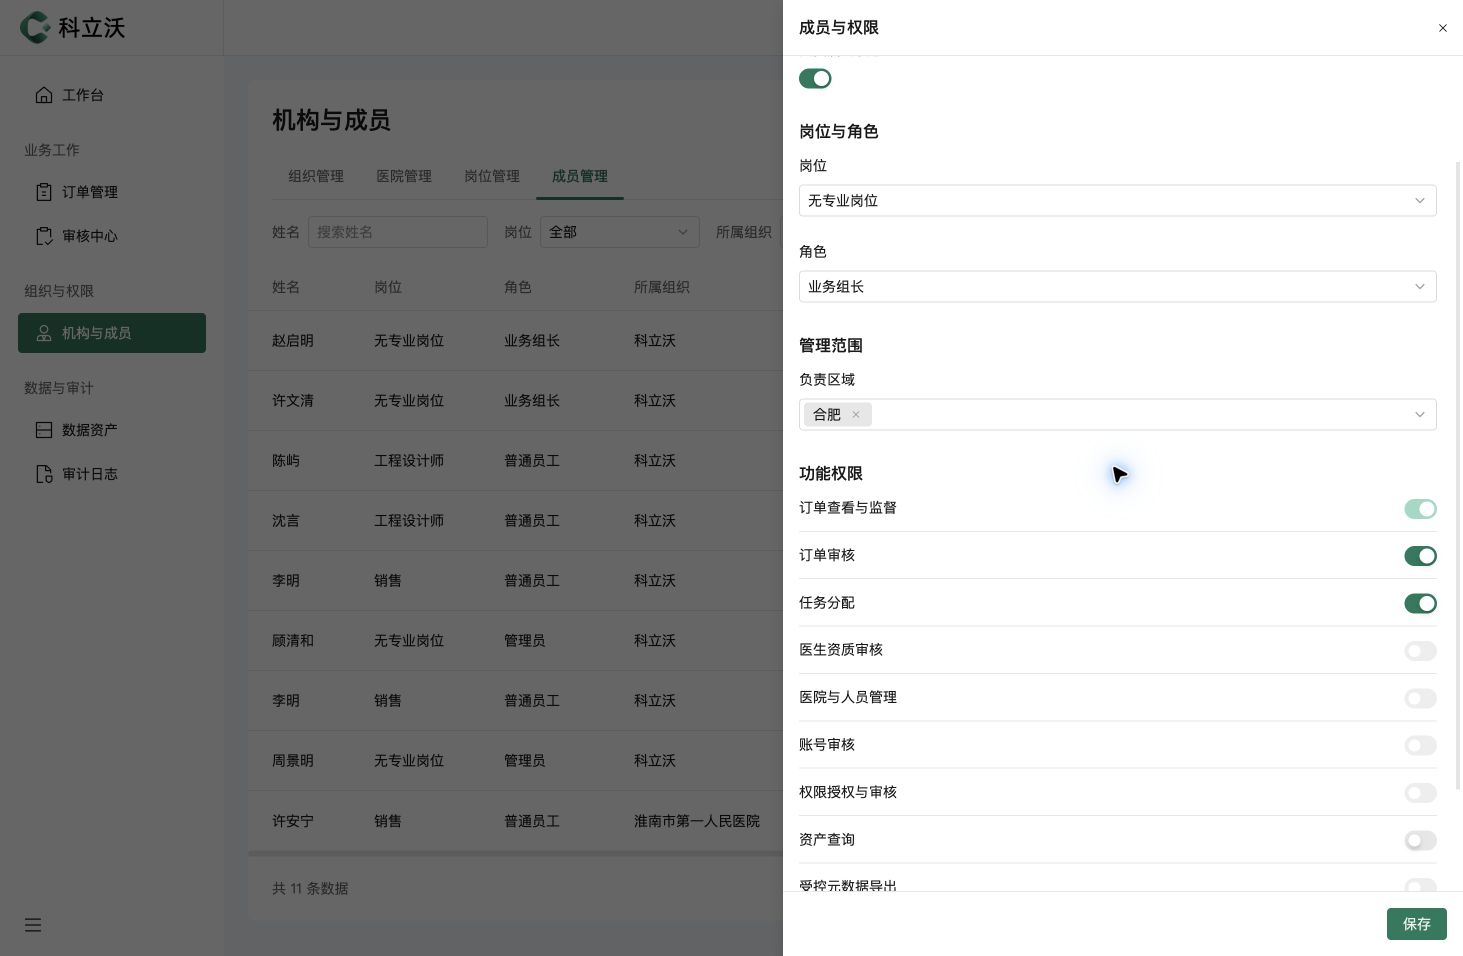 科立沃
工作台
业务工作
订单管理
审核中心
组织与权限
机构与成员
数据与审计
数据资产
审计日志
机构与成员
组织管理 医院管理 岗位管理 成员管理
姓名 搜索姓名 岗位 全部 所属组织
姓名 岗位 角色 所属组织
赵启明 无专业岗位 业务组长 科立沃
许文清 无专业岗位 业务组长 科立沃
陈屿 工程设计师 普通员工 科立沃
沈言 工程设计师 普通员工 科立沃
李明 销售 普通员工 科立沃
顾清和 无专业岗位 管理员 科立沃
李明 销售 普通员工 科立沃
周景明 无专业岗位 管理员 科立沃
许安宁 销售 普通员工 淮南市第一人民医院
共 11 条数据
成员与权限
岗位与角色
岗位
无专业岗位
角色
业务组长
管理范围
负责区域
合肥
功能权限
订单查看与监督
订单审核
任务分配
医生资质审核
医院与人员管理
账号审核
权限授权与审核
资产查询
受控元数据导出
保存